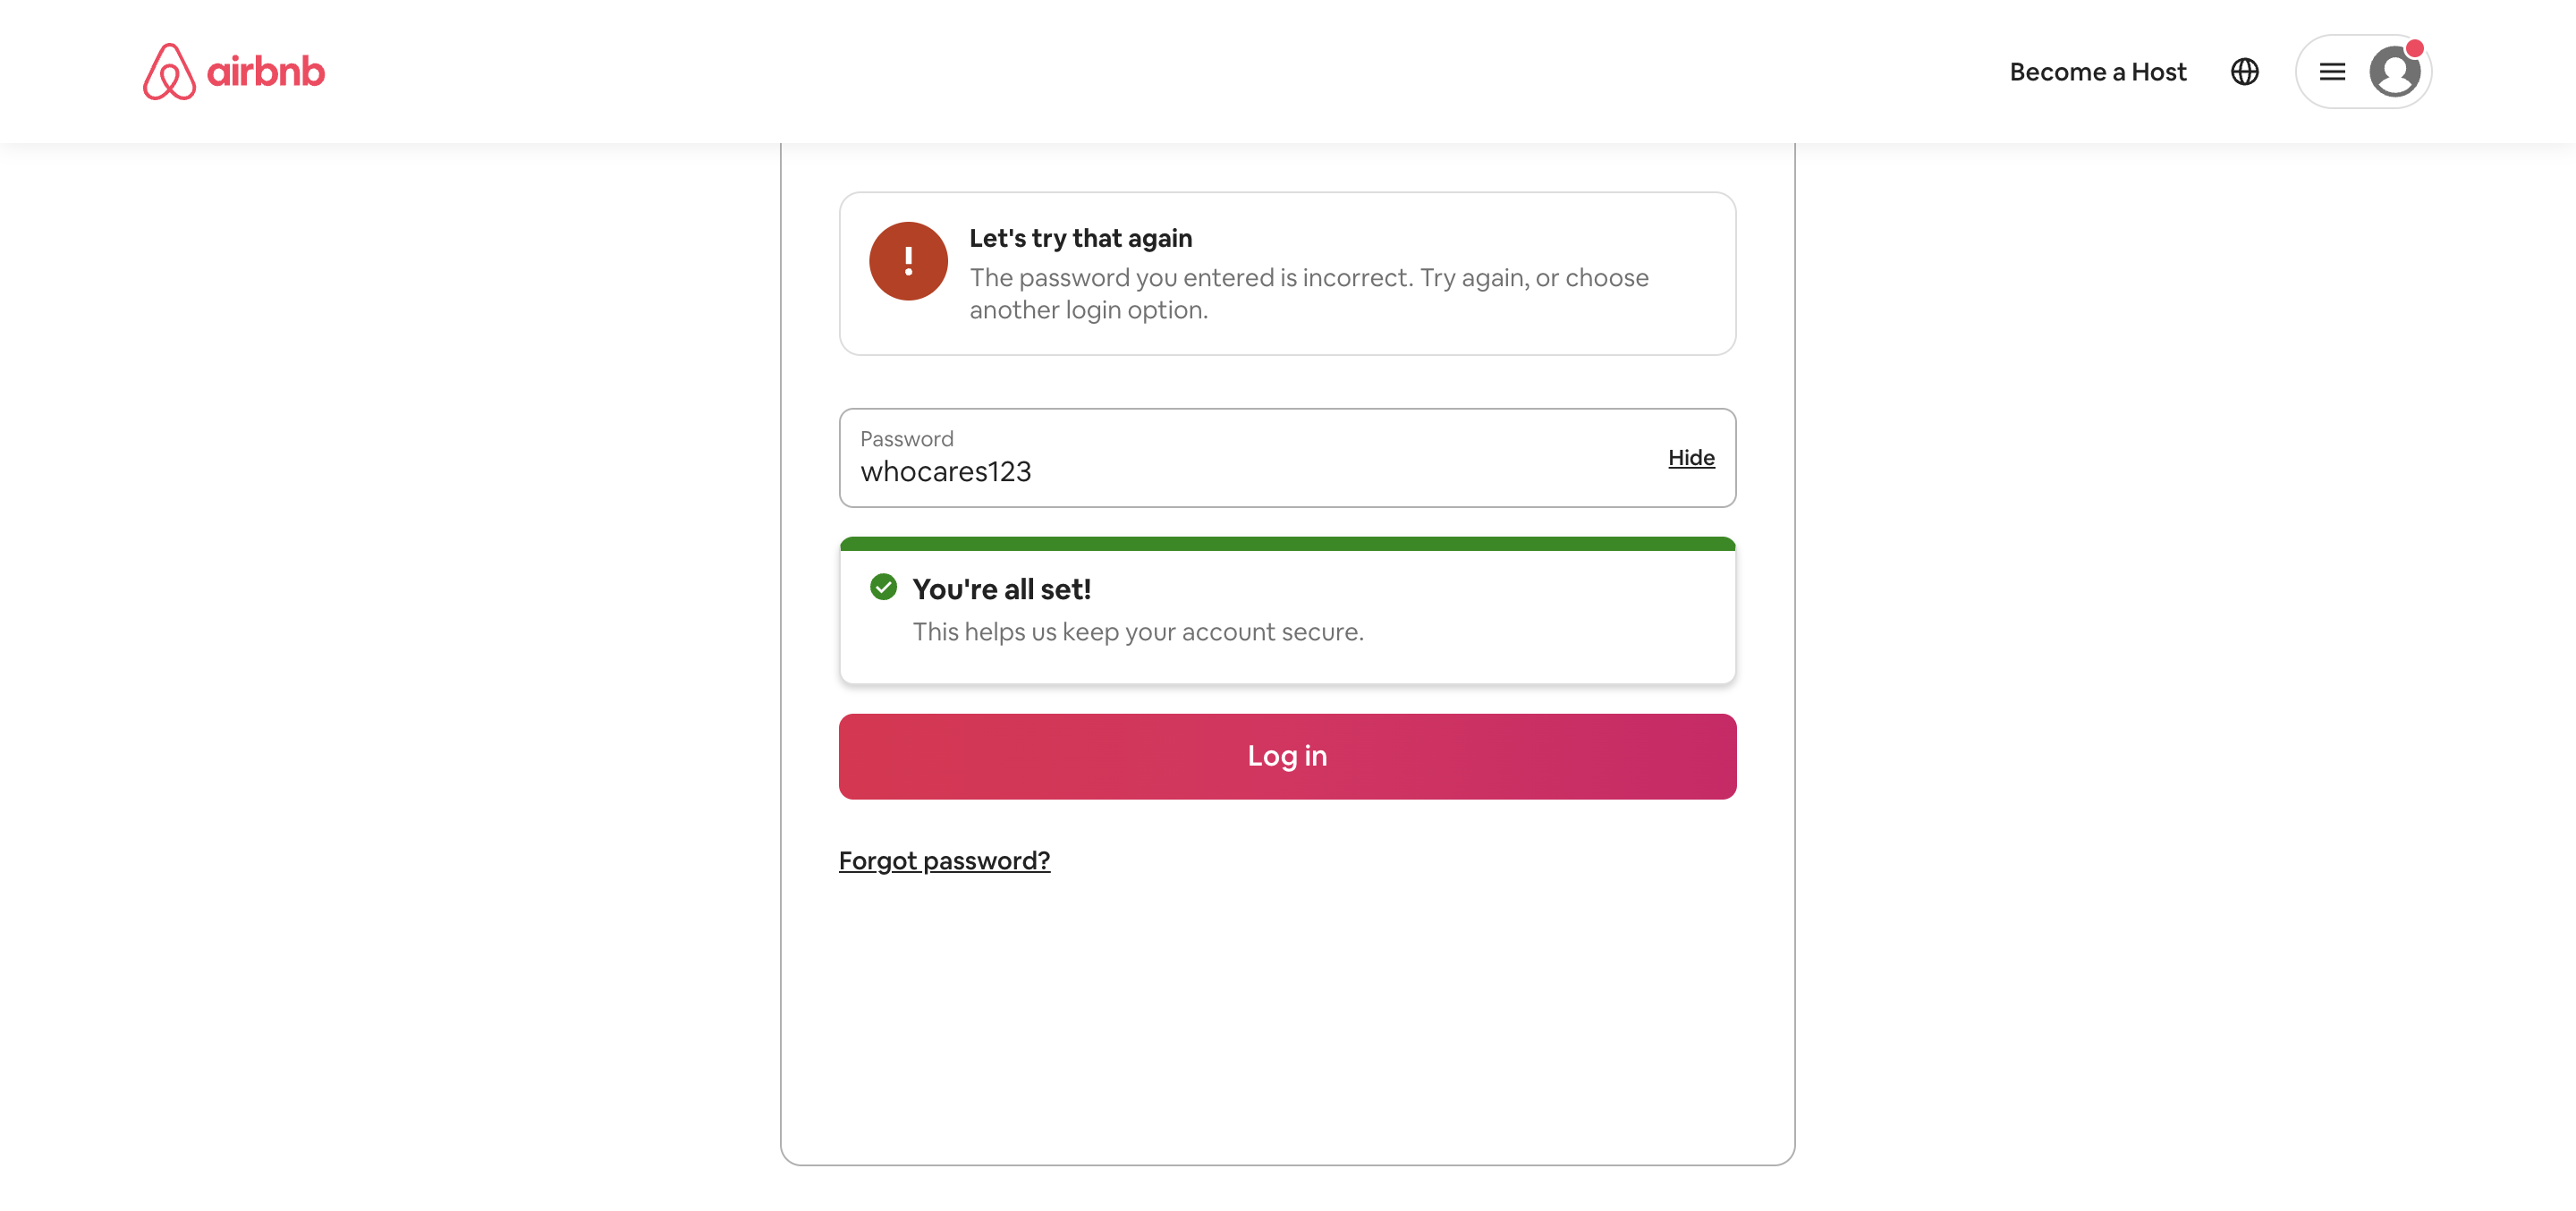 airbnb
Become a Host
Let's try that again
The password you entered is incorrect. Try again, or choose
another login option.
Password
whocares123
Hide
You're all set!
This helps us keep your account secure.
Log in
Forgot password?